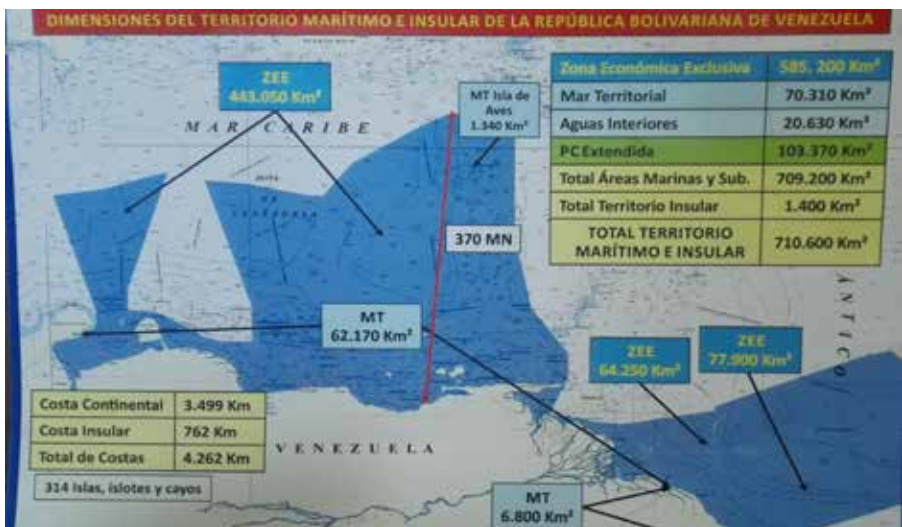 DIMENSIONES DEL TERRITORIO MARÍTIMO E INSULAR DE LA REPÚBLICA BOLIVARIANA DE VENEZUELA
ZEE
443.050 Km²
MT Isla de
Aves
1.340 Km²
MAR CARIBE
Zona Económica Exclusiva 585. 200 Km²
Mar Territorial 70.310 Km²
Aguas Interiores 20.630 Km²
PC Extendida 103.370 Km²
Total Áreas Marinas y Sub. 709.200 Km²
Total Territorio Insular 1.400 Km²
TOTAL TERRITORIO
MARÍTIMO E INSULAR 710.600 Km²
370 MN
MT
62.170 Km²
ZEE
64.250 Km²
ZEE
77.900 Km²
ÁNTICO
Costa Continental 3.499 Km
Costa Insular 762 Km
Total de Costas 4.262 Km
314 Islas, islotes y cayos
VENEZUELA
MT
6.800 Km²